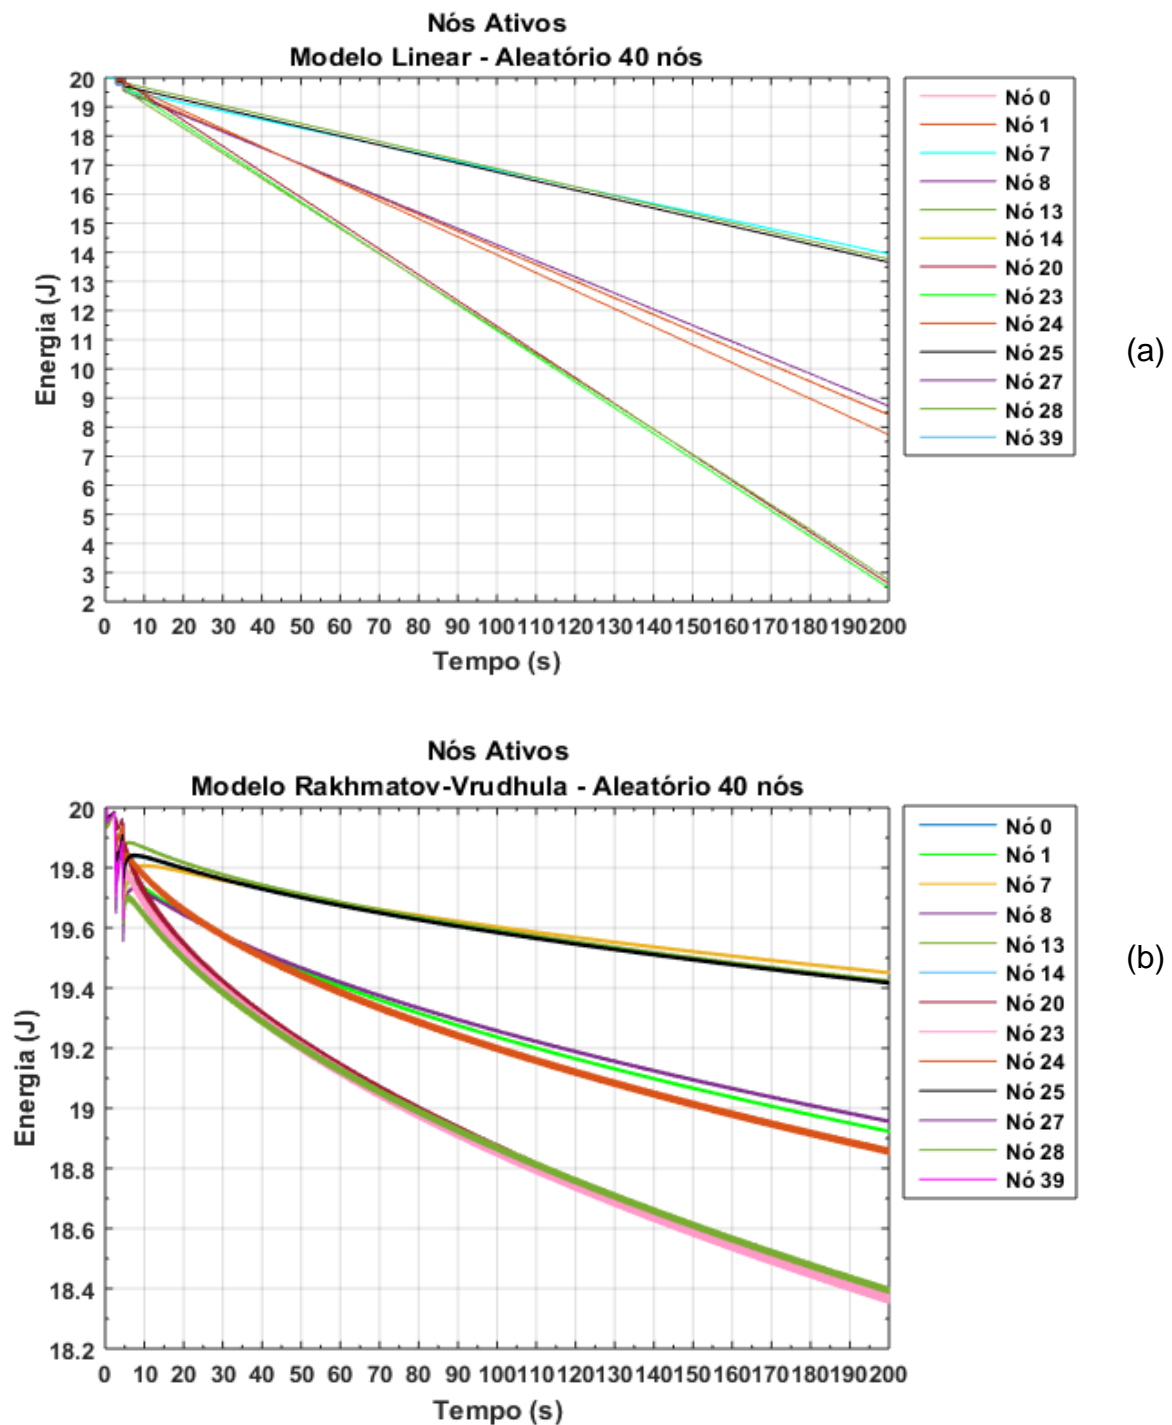 Nós Ativos
Modelo Linear - Aleatório 40 nós
20
19
18
17
16
15
14
13
12
11
10
9
8
7
6
5
4
3
2
Energia (J)
0 10 20 30 40 50 60 70 80 90 100 110 120 130 140 150 160 170 180 190 200
Tempo (s)
Nó 0
Nó 1
Nó 7
Nó 8
Nó 13
Nó 14
Nó 20
Nó 23
Nó 24
Nó 25
Nó 27
Nó 28
Nó 39
(a)
Nós Ativos
Modelo Rakhmatov-Vrudhula - Aleatório 40 nós
20
19.8
19.6
19.4
19.2
19
18.8
18.6
18.4
18.2
Energia (J)
0 10 20 30 40 50 60 70 80 90 100 110 120 130 140 150 160 170 180 190 200
Tempo (s)
Nó 0
Nó 1
Nó 7
Nó 8
Nó 13
Nó 14
Nó 20
Nó 23
Nó 24
Nó 25
Nó 27
Nó 28
Nó 39
(b)